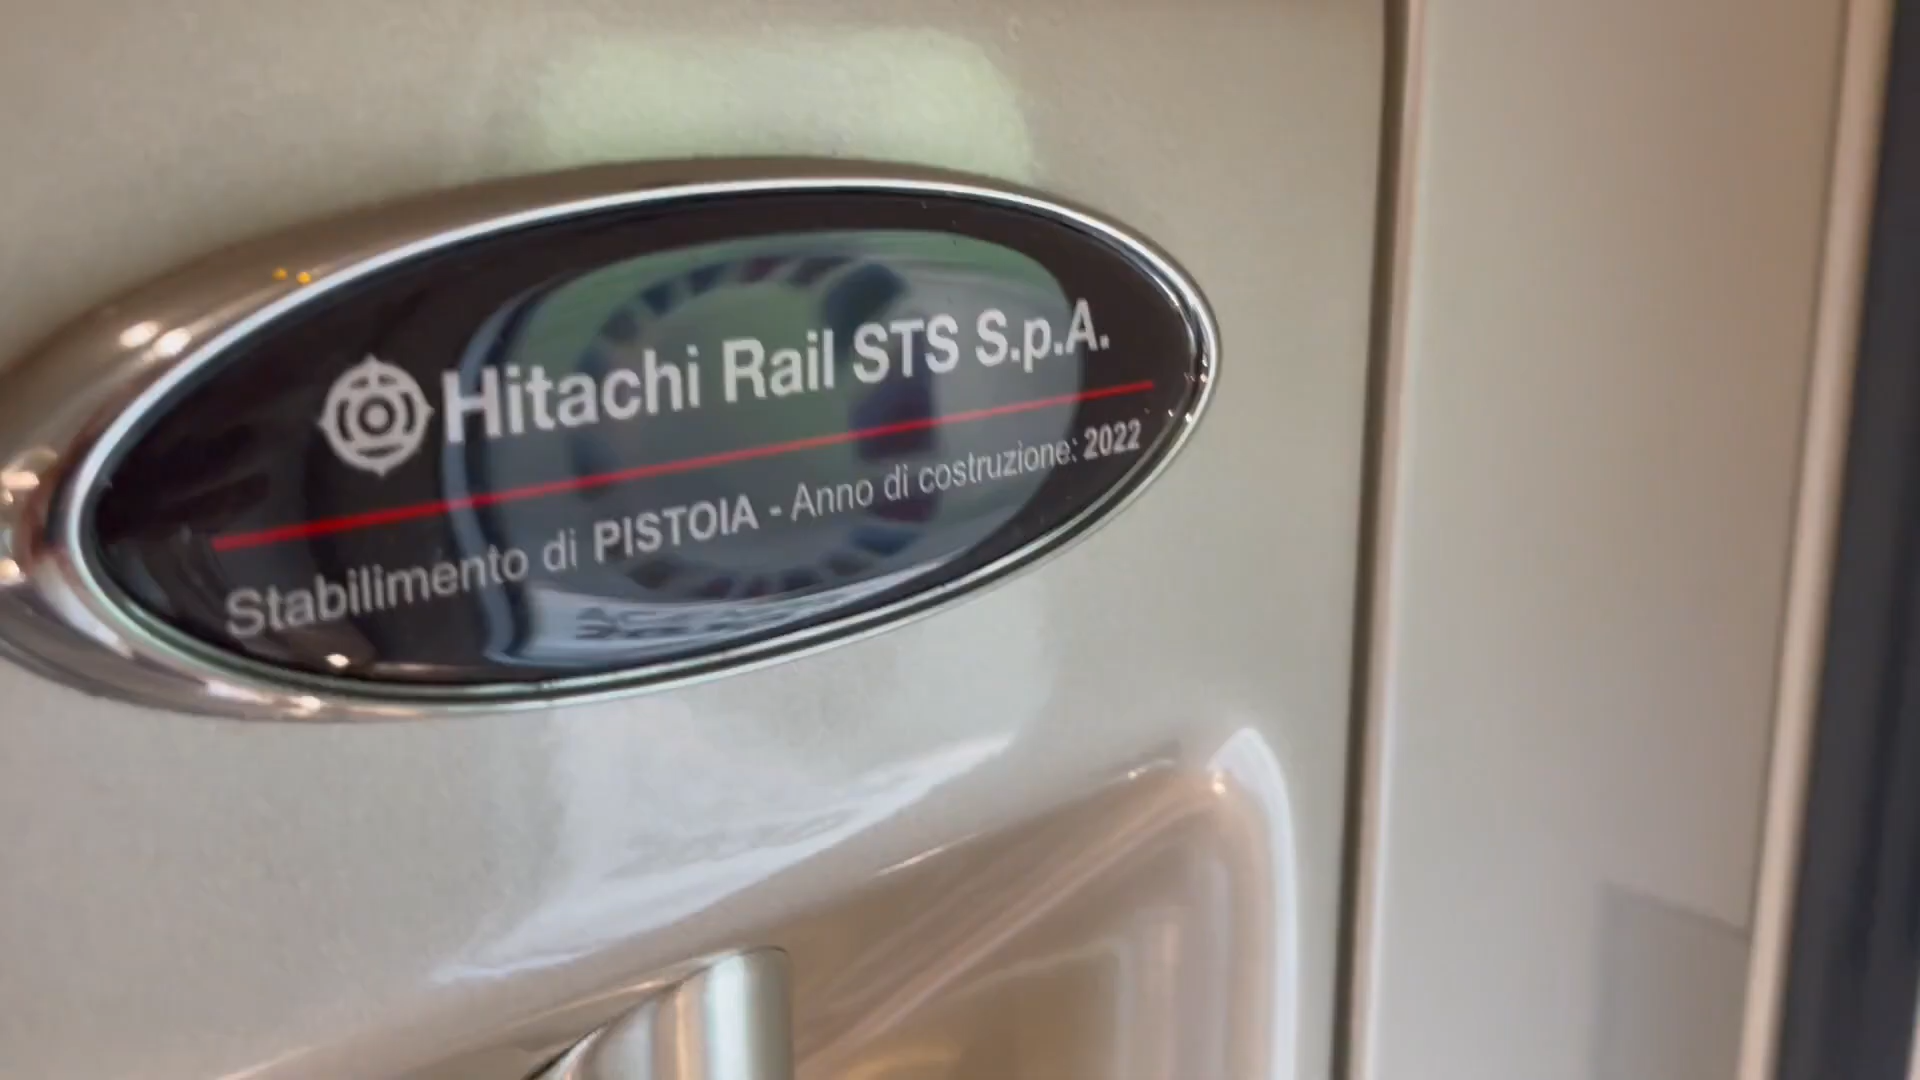 Hitachi Rail STS S.p.A.
Stabilimento di PISTOIA - Anno di costruzione: 2022